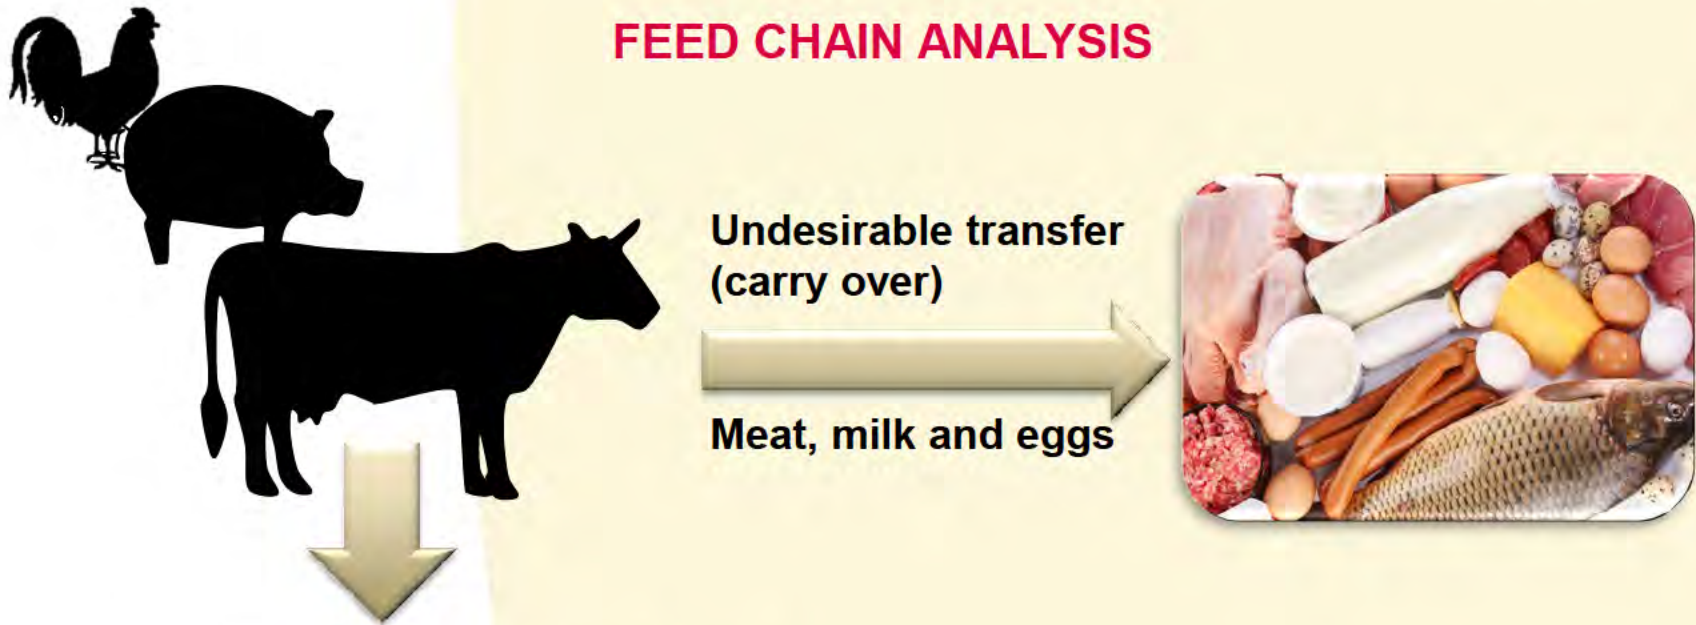 FEED CHAIN ANALYSIS
Undesirable transfer
(carry over)
Meat, milk and eggs